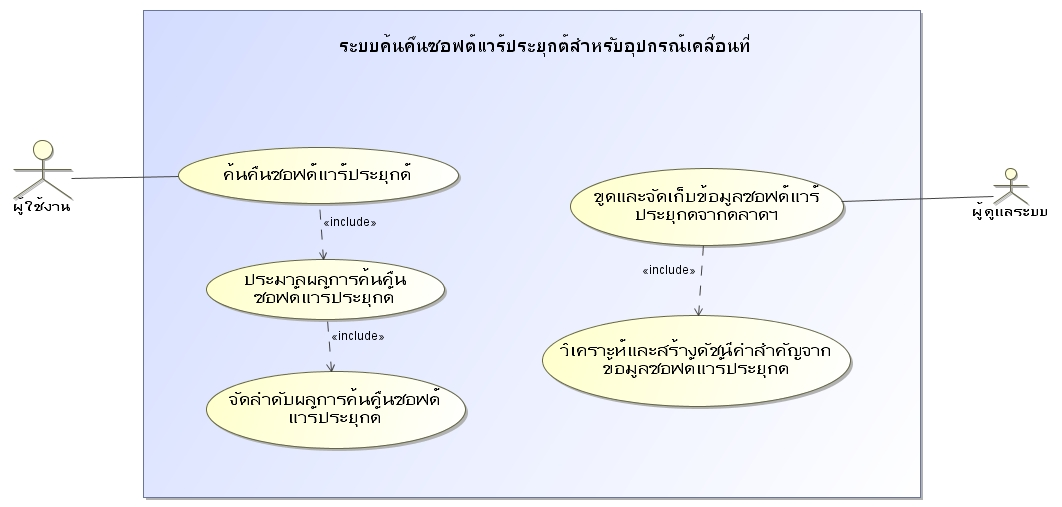 ระบบค้นคืนซอฟต์แวร์ประยุกต์สำหรับอุปกรณ์เคลื่อนที่
ผู้ใช้งาน
ค้นคืนซอฟต์แวร์ประยุกต์
«include»
ประมวลผลการค้นคืน
ซอฟต์แวร์ประยุกต์
«include»
จัดลำดับผลการค้นคืนซอฟต์
แวร์ประยุกต์
ขุดและจัดเก็บข้อมูลซอฟต์แวร์
ประยุกต์จากตลาดฯ
«include»
วิเคราะห์และสร้างดัชนีคำสำคัญจาก
ข้อมูลซอฟต์แวร์ประยุกต์
ผู้ดูแลระบบ